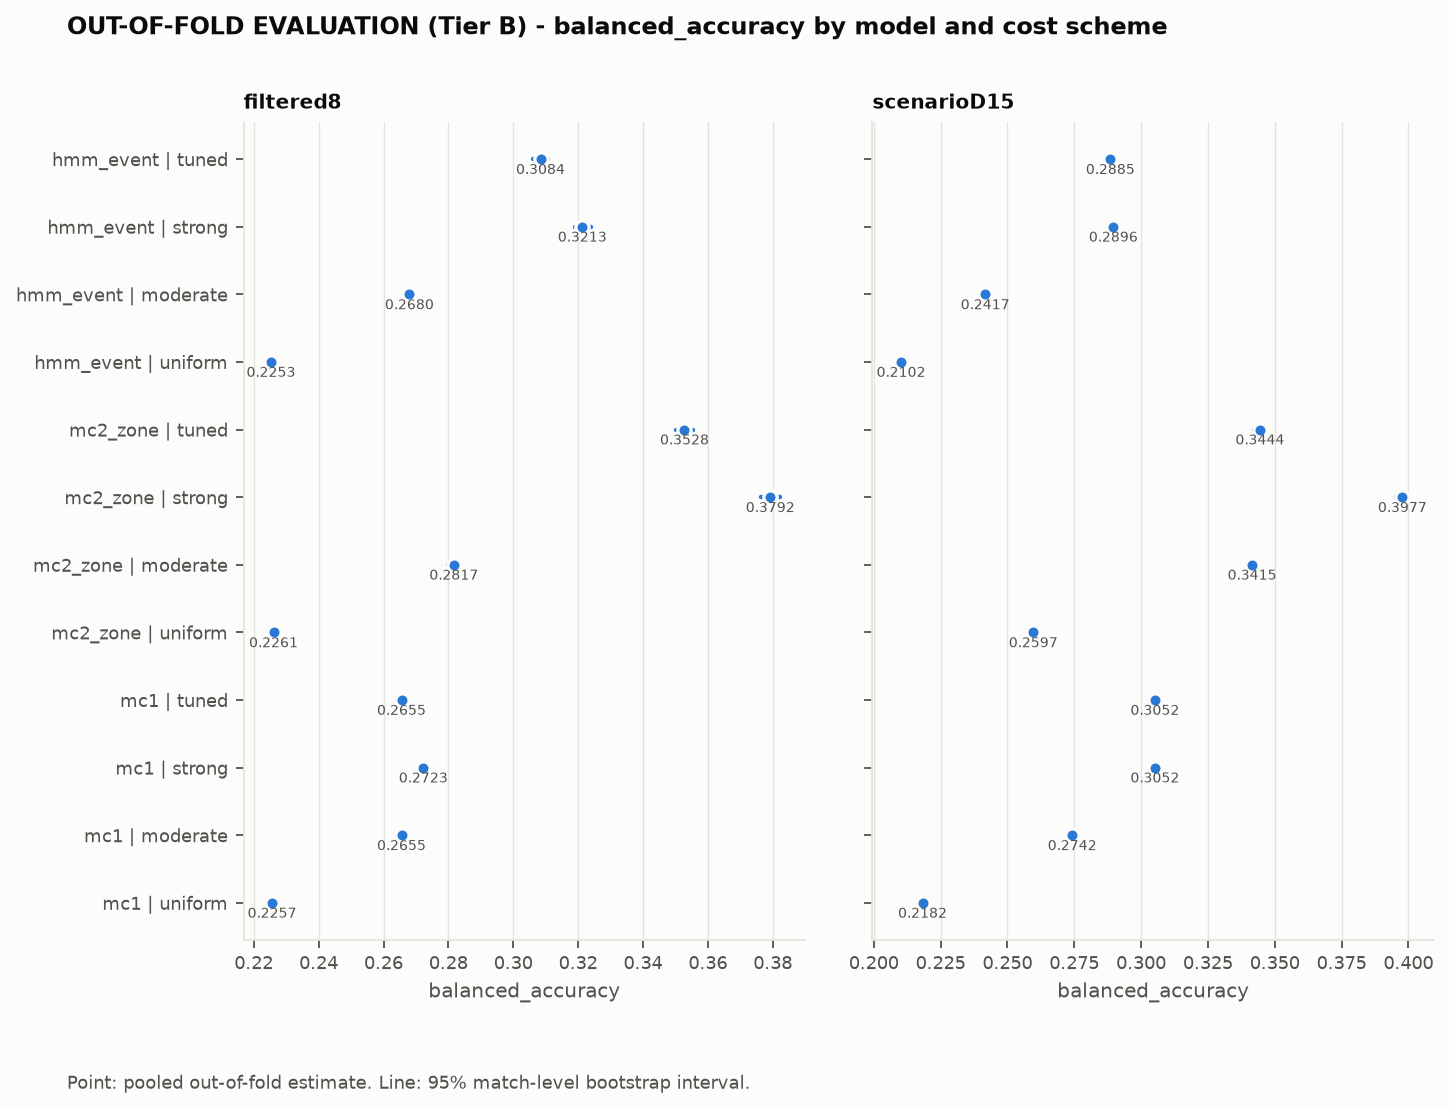 OUT-OF-FOLD EVALUATION (Tier B) - balanced_accuracy by model and cost scheme
filtered8
scenarioD15
hmm_event | tuned
0.3084
0.2885
hmm_event | strong
0.3213
0.2896
hmm_event | moderate
0.2680
0.2417
hmm_event | uniform
0.2253
0.2102
mc2_zone | tuned
0.3528
0.3444
mc2_zone | strong
0.3792
0.3977
mc2_zone | moderate
0.2817
0.3415
mc2_zone | uniform
0.2261
0.2597
mc1 | tuned
0.2655
0.3052
mc1 | strong
0.2723
0.3052
mc1 | moderate
0.2655
0.2742
mc1 | uniform
0.2257
0.2182
0.22 0.24 0.26 0.28 0.30 0.32 0.34 0.36 0.38
0.200 0.225 0.250 0.275 0.300 0.325 0.350 0.375 0.400
balanced_accuracy
balanced_accuracy
Point: pooled out-of-fold estimate. Line: 95% match-level bootstrap interval.